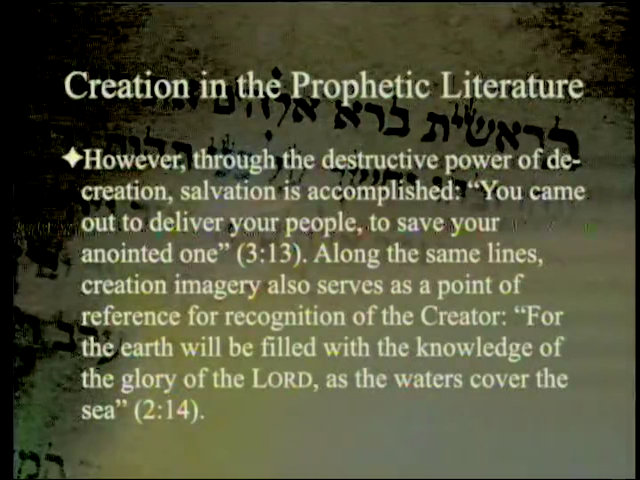 Creation in the Prophetic Literature
בראשית ברא אלהים
✦However, through the destructive power of de-
creation, salvation is accomplished: “You came
out to deliver your people, to save your
anointed one” (3:13). Along the same lines,
creation imagery also serves as a point of
reference for recognition of the Creator: “For
the earth will be filled with the knowledge of
the glory of the LORD, as the waters cover the
sea” (2:14).